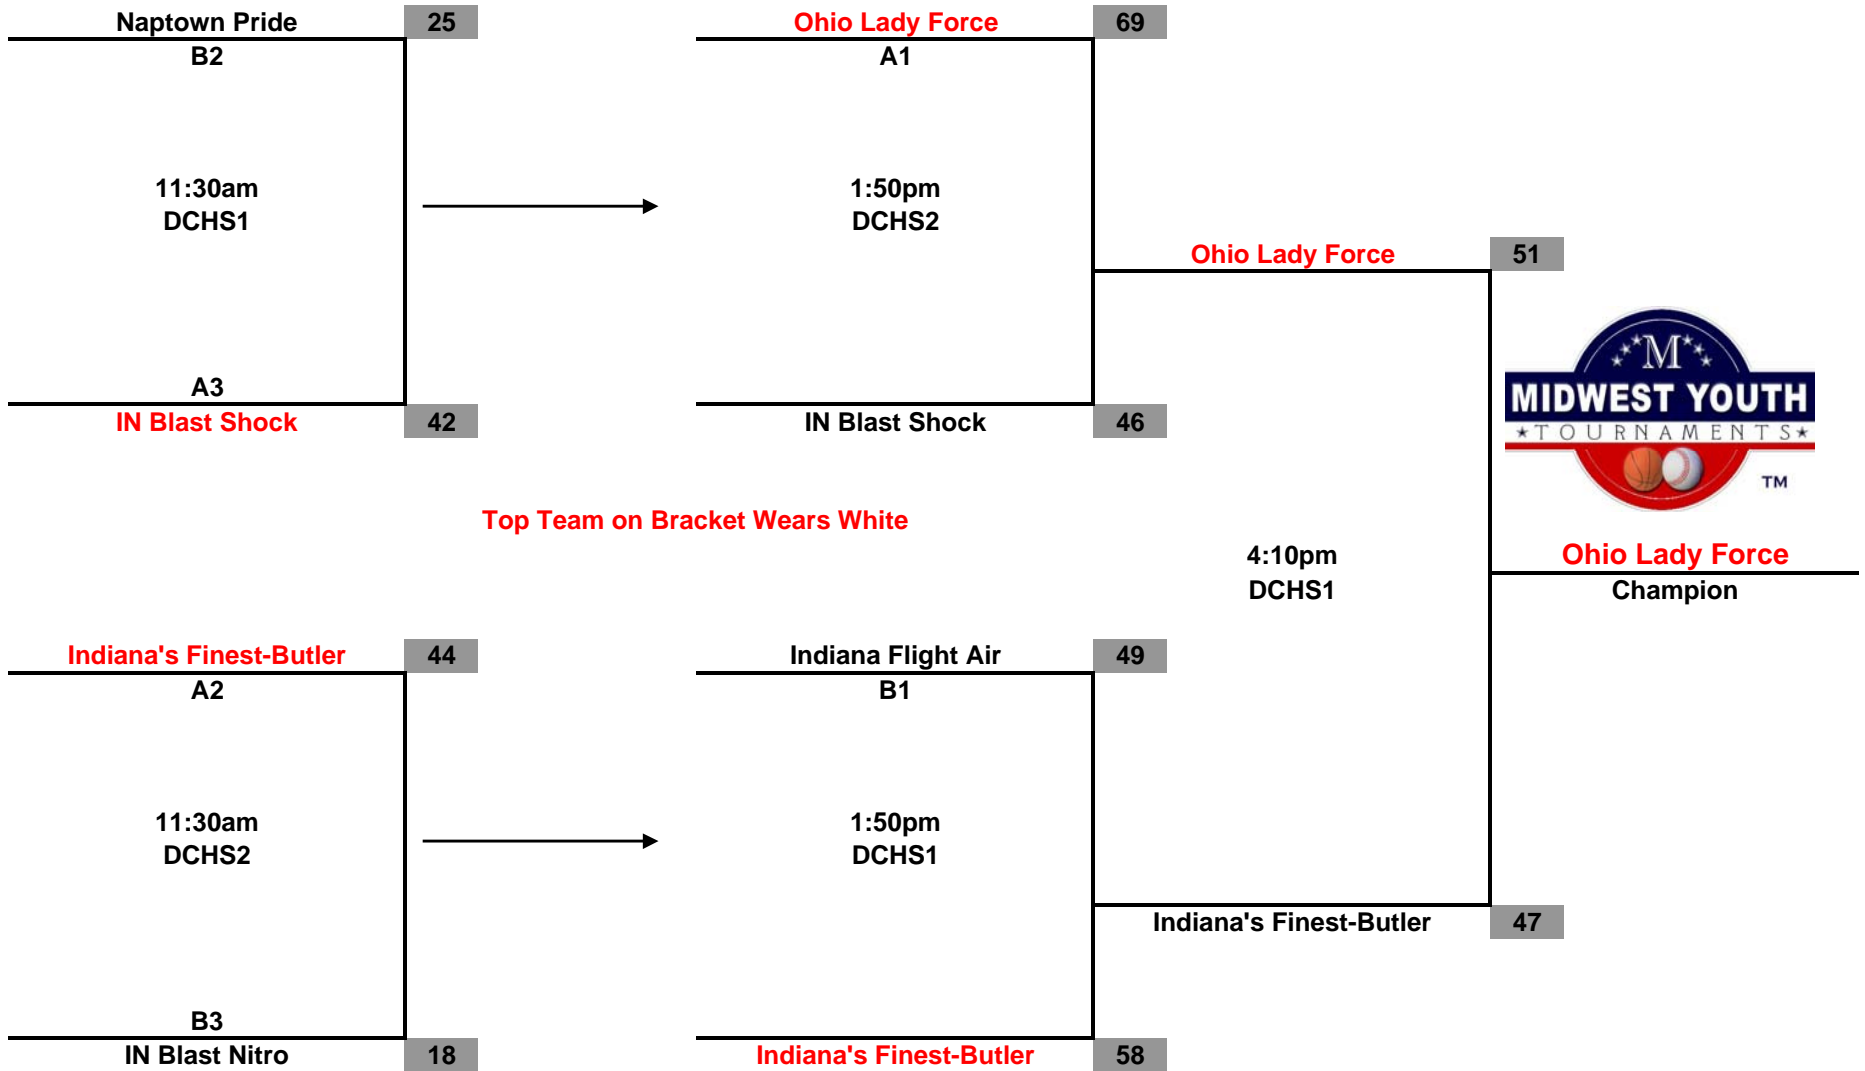 Naptown Pride 25
B2
11:30am
DCHS1
A3
IN Blast Shock 42
Ohio Lady Force 69
A1
1:50pm
DCHS2
IN Blast Shock 46
Ohio Lady Force 51
M
MIDWEST YOUTH
TOURNAMENTS
TM
Top Team on Bracket Wears White
4:10pm
DCHS1
Ohio Lady Force
Champion
Indiana's Finest-Butler 44
A2
11:30am
DCHS2
B3
IN Blast Nitro 18
Indiana Flight Air 49
B1
1:50pm
DCHS1
Indiana's Finest-Butler 58
Indiana's Finest-Butler 47